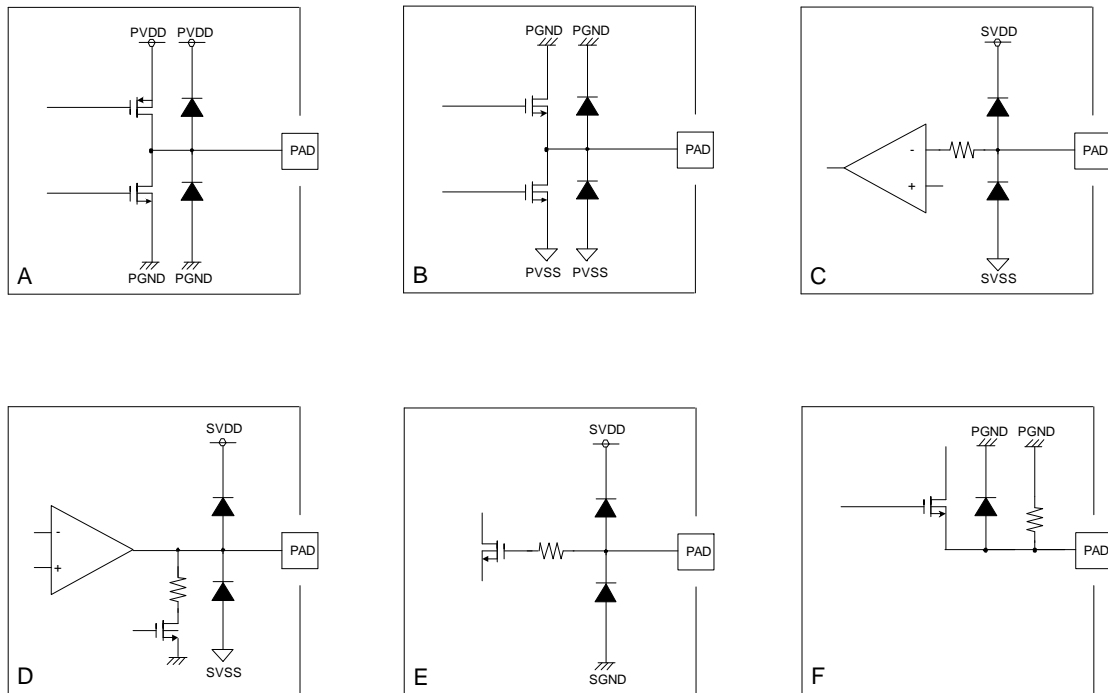 PVDD PVDD
PAD
PGND PGND
A
PGND PGND
PAD
PVSS PVSS
B
SVDD
-
+
PAD
SVSS
C
SVDD
-
+
PAD
SVSS
D
SVDD
PAD
SGND
E
PGND PGND
PAD
F